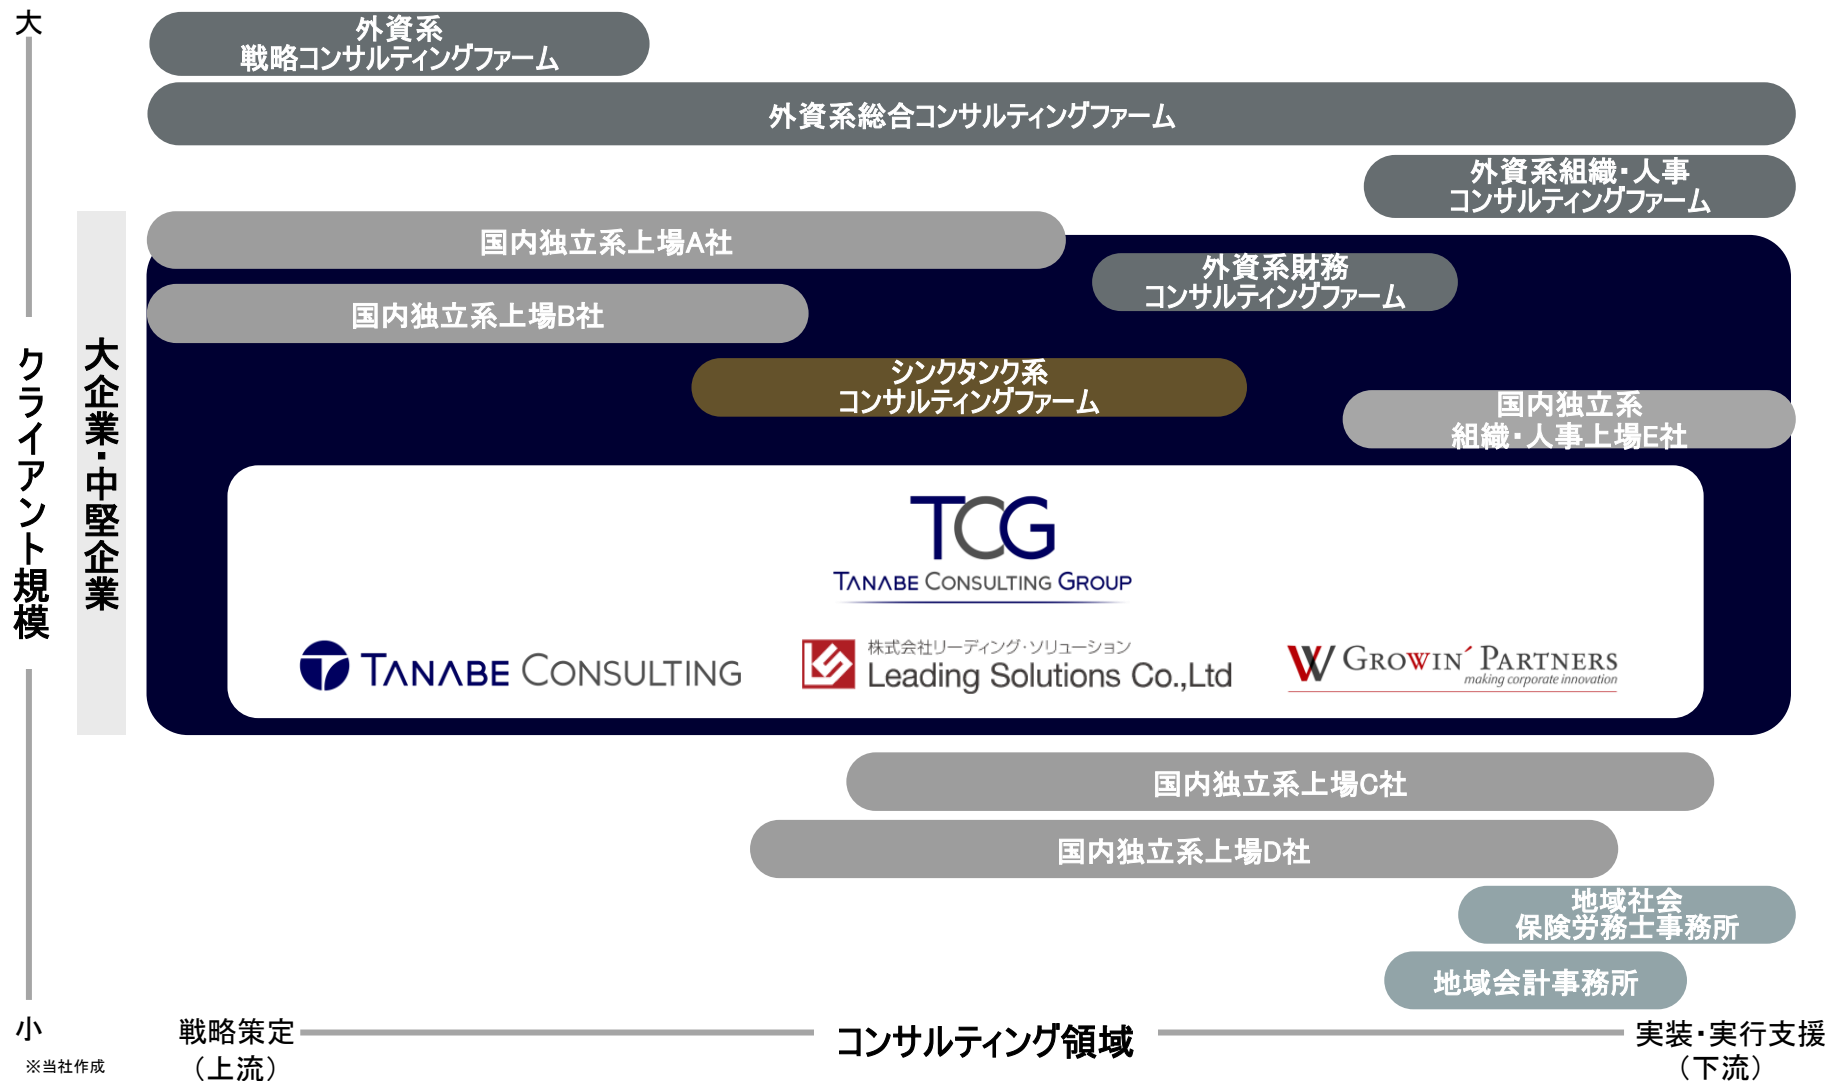 大
外資系
戦略コンサルティングファーム
外資系総合コンサルティングファーム
外資系組織・人事
コンサルティングファーム
国内独立系上場A社
外資系財務
コンサルティングファーム
国内独立系上場B社
シンクタンク系
コンサルティングファーム
国内独立系
組織・人事上場E社
クライアント規模
大企業・中堅企業
TCG
TANABE CONSULTING GROUP
TANABE CONSULTING
LS
株式会社リーディング・ソリューション
Leading Solutions Co.,Ltd
W GROWIN´ PARTNERS
making corporate innovation
国内独立系上場C社
国内独立系上場D社
地域社会
保険労務士事務所
地域会計事務所
小
※当社作成
戦略策定
（上流）
コンサルティング領域
実装・実行支援
（下流）